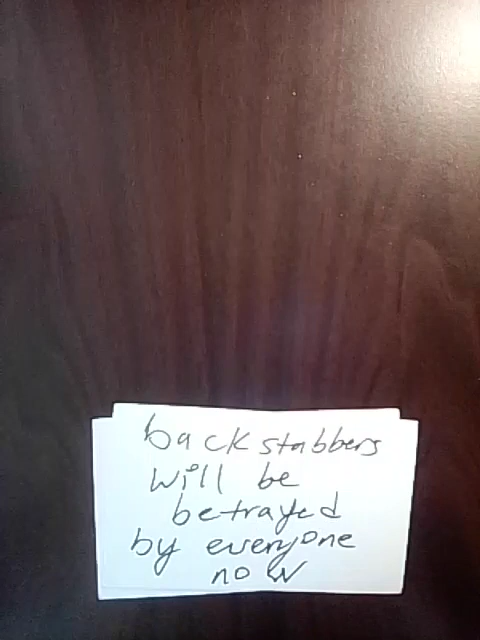 back stabbers
will be
betrayed
by everyone
now